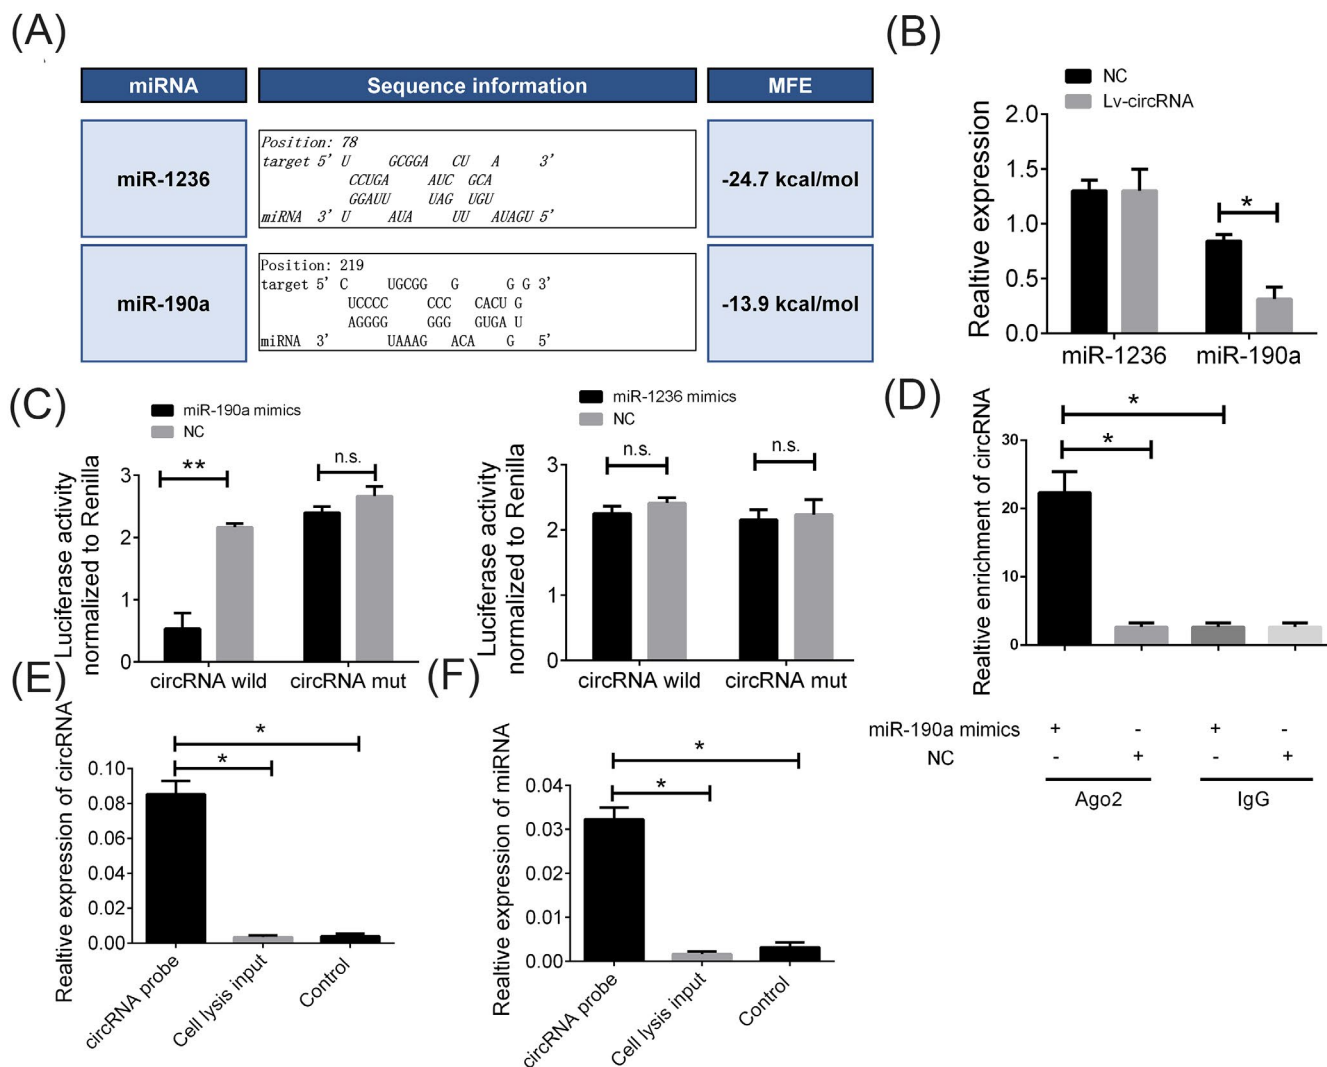 (A)
miRNA Sequence information MFE
miR-1236
Position: 78
target 5' U GCGGA CU A 3'
CCUGA AUC GCA
GGAUU UAG UGU
miRNA 3' U AUA UU AUAGU 5'
-24.7 kcal/mol
miR-190a
Position: 219
target 5' C UGCGG G G G 3'
UCCCC CCC CACU G
AGGGG GGG GUGA U
miRNA 3' UAAAG ACA G 5'
-13.9 kcal/mol
(B)
NC
Lv-circRNA
Realtive expression
2.0
1.5
1.0
0.5
0.0
*
miR-1236 miR-190a
(C)
miR-190a mimics
NC
Luciferase activity
normalized to Renilla
3
2
1
0
**
n.s.
circRNA wild circRNA mut
miR-1236 mimics
NC
Luciferase activity
normalized to Renilla
3
2
1
0
n.s.
n.s.
circRNA wild circRNA mut
(D)
Realtive enrichment of circRNA
30
20
10
0
*
*
miR-190a mimics + - + -
NC - + - +
Ago2 IgG
(E)
Realtive expression of circRNA
0.10
0.08
0.06
0.04
0.02
0.00
*
*
circRNA probe
Cell lysis input
Control
(F)
Realtive expression of miRNA
0.04
0.03
0.02
0.01
0.00
*
*
circRNA probe
Cell lysis input
Control